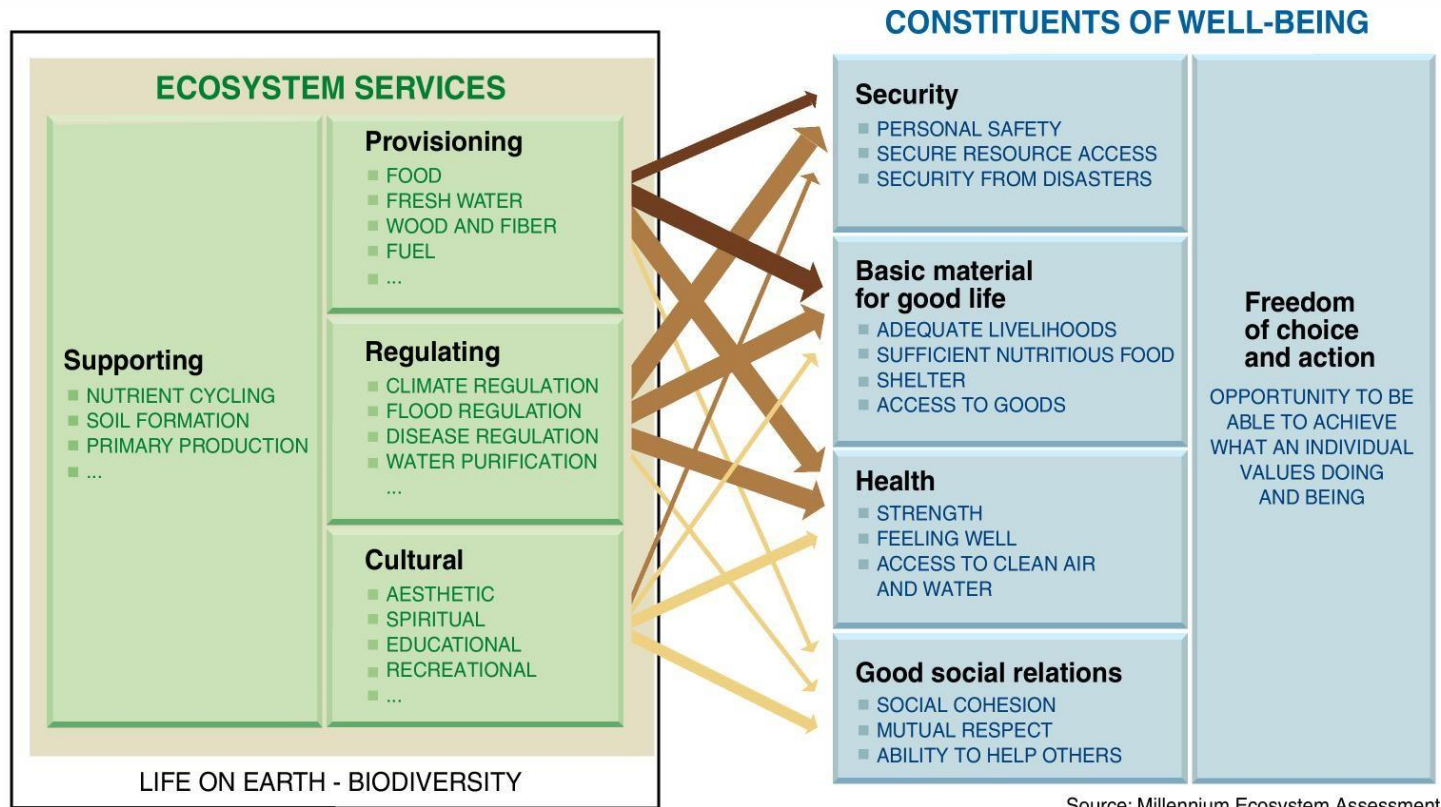 CONSTITUENTS OF WELL-BEING
ECOSYSTEM SERVICES
Supporting
NUTRIENT CYCLING
SOIL FORMATION
PRIMARY PRODUCTION
...
Provisioning
FOOD
FRESH WATER
WOOD AND FIBER
FUEL
...
Regulating
CLIMATE REGULATION
FLOOD REGULATION
DISEASE REGULATION
WATER PURIFICATION
...
Cultural
AESTHETIC
SPIRITUAL
EDUCATIONAL
RECREATIONAL
...
LIFE ON EARTH - BIODIVERSITY
Security
PERSONAL SAFETY
SECURE RESOURCE ACCESS
SECURITY FROM DISASTERS
Basic material
for good life
ADEQUATE LIVELIHOODS
SUFFICIENT NUTRITIOUS FOOD
SHELTER
ACCESS TO GOODS
Health
STRENGTH
FEELING WELL
ACCESS TO CLEAN AIR
AND WATER
Good social relations
SOCIAL COHESION
MUTUAL RESPECT
ABILITY TO HELP OTHERS
Freedom
of choice
and action
OPPORTUNITY TO BE
ABLE TO ACHIEVE
WHAT AN INDIVIDUAL
VALUES DOING
AND BEING
Source: Millennium Ecosystem Assessment